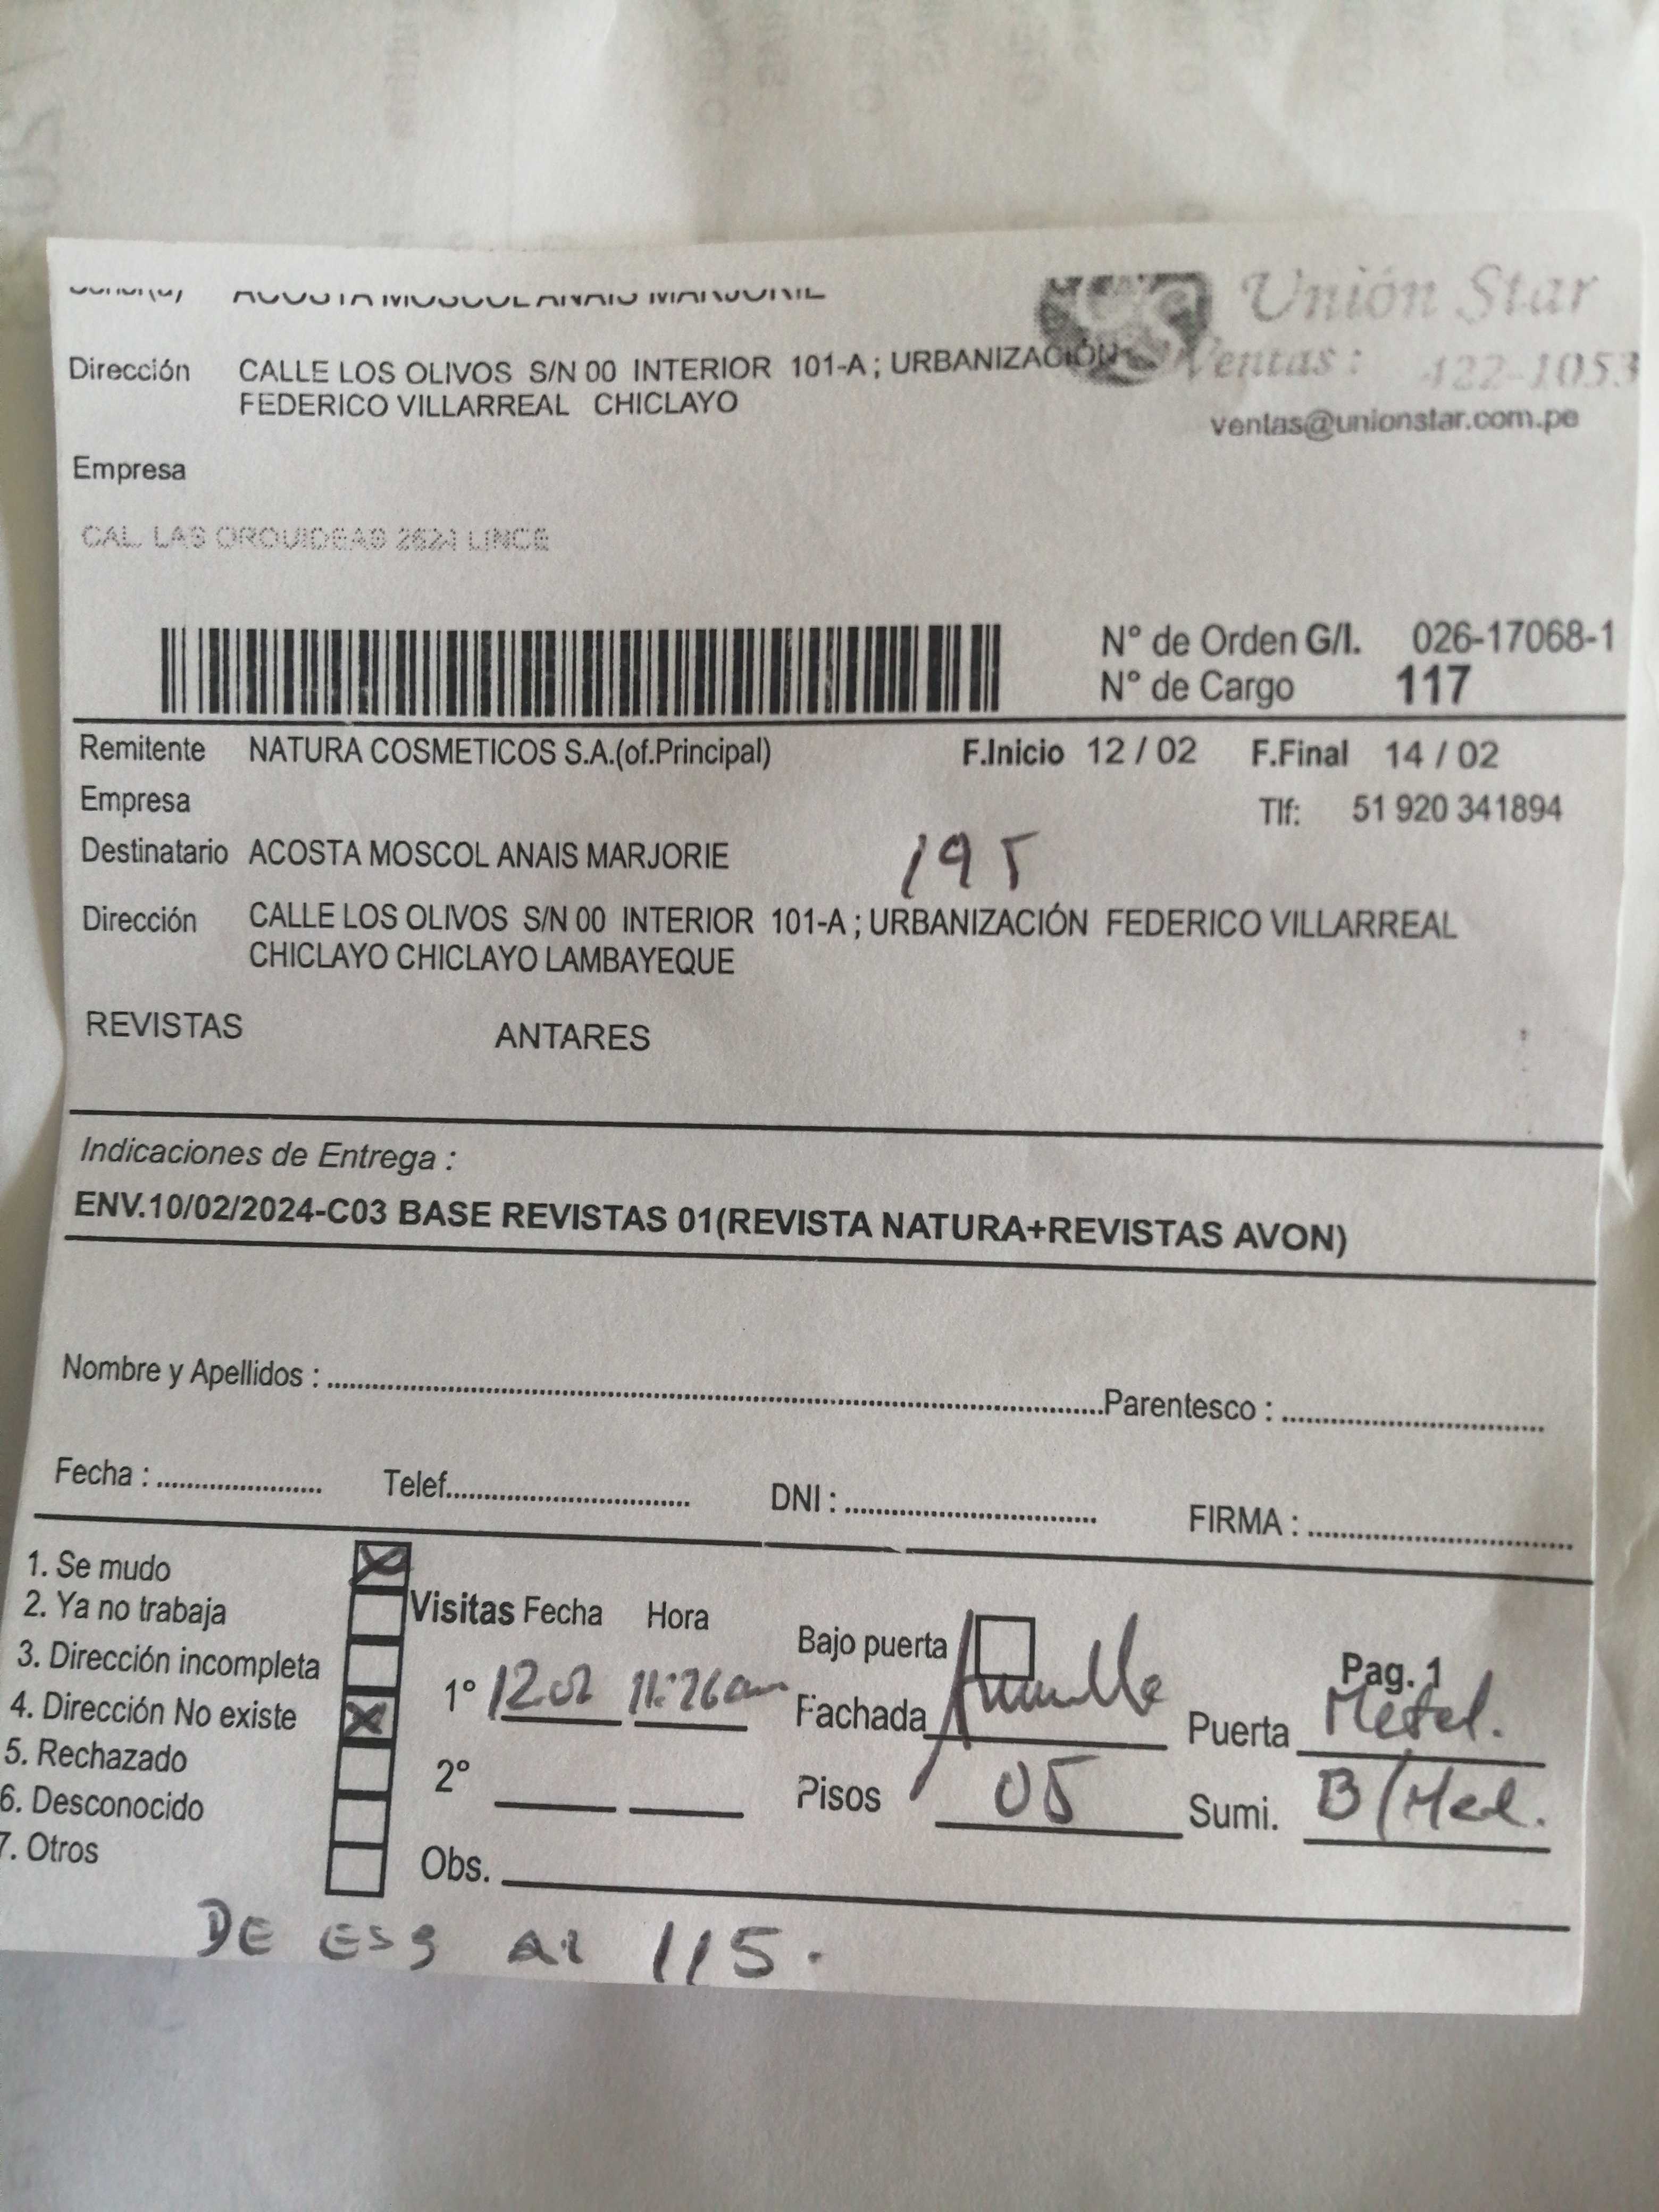 Señor(a) ACOSTA MOSCOL ANAIS MARJORIE
Unión Star
Dirección CALLE LOS OLIVOS S/N 00 INTERIOR 101-A ; URBANIZACIÓN
FEDERICO VILLARREAL CHICLAYO
Ventas : 422-1053
ventas@unionstar.com.pe
Empresa
CAL. LAS ORQUIDEAS 2621 LINCE
N° de Orden G/I. 026-17068-1
N° de Cargo 117
Remitente NATURA COSMETICOS S.A.(of.Principal) F.Inicio 12 / 02 F.Final 14 / 02
Empresa Tlf: 51 920 341894
Destinatario ACOSTA MOSCOL ANAIS MARJORIE 195
Dirección CALLE LOS OLIVOS S/N 00 INTERIOR 101-A ; URBANIZACIÓN FEDERICO VILLARREAL
CHICLAYO CHICLAYO LAMBAYEQUE
REVISTAS ANTARES
Indicaciones de Entrega :
ENV.10/02/2024-C03 BASE REVISTAS 01(REVISTA NATURA+REVISTAS AVON)
Nombre y Apellidos : Parentesco :
Fecha : Telef. DNI : FIRMA :
1. Se mudo
2. Ya no trabaja
3. Dirección incompleta
4. Dirección No existe
5. Rechazado
6. Desconocido
7. Otros
Visitas Fecha Hora
1° 12.02 11:26am
2°
Obs.
Bajo puerta Pag. 1
Fachada Puerta Metal.
Pisos 05 Sumi. B/Med.
DE ESQ AL 115.